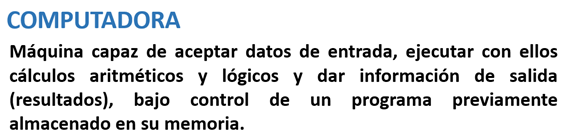 COMPUTADORA
Máquina capaz de aceptar datos de entrada, ejecutar con ellos
cálculos aritméticos y lógicos y dar información de salida
(resultados), bajo control de un programa previamente
almacenado en su memoria.